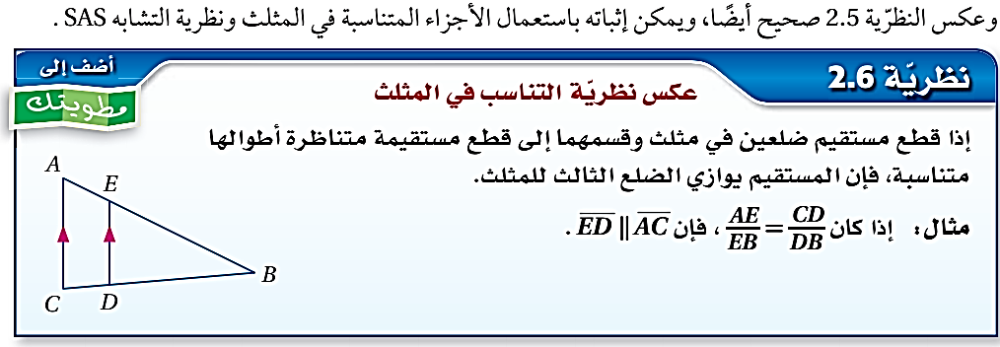 وعكس النظرّية 2.5 صحيح أيضًا، ويمكن إثباته باستعمال الأجزاء المتناسبة في المثلث ونظرية التشابه SAS .
نظريّة 2.6
أضف إلى
مطويتك
عكس نظريّة التناسب في المثلث
إذا قطع مستقيم ضلعين في مثلث وقسمهما إلى قطع مستقيمة متناظرة أطوالها
متناسبة، فإن المستقيم يوازي الضلع الثالث للمثلث.
مثال: إذا كان AE/EB = CD/DB ، فإن ED || AC .
A
E
B
C
D